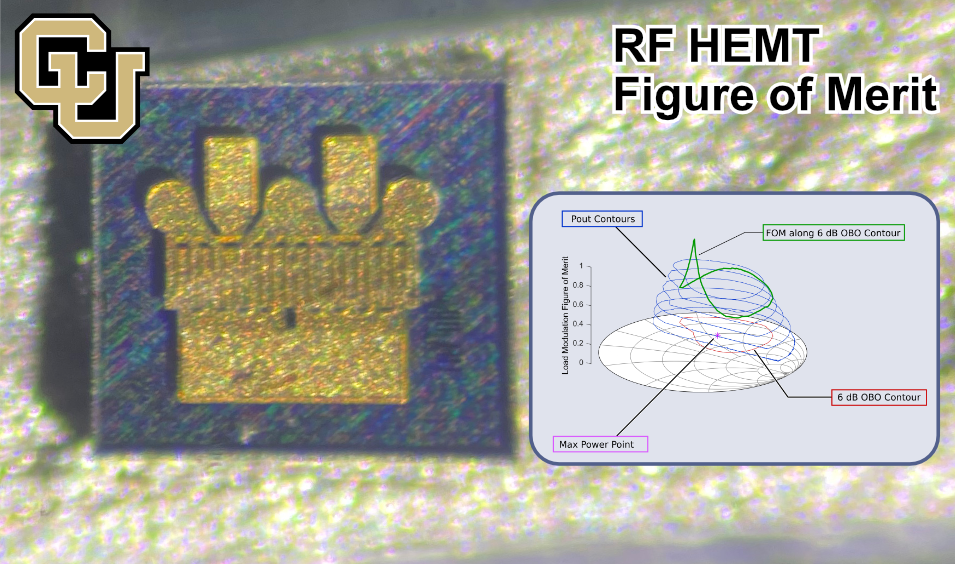 CU
RF HEMT
Figure of Merit
Pout Contours
FOM along 6 dB OBO Contour
Load Modulation Figure of Merit
1
0.8
0.6
0.4
0.2
0
6 dB OBO Contour
Max Power Point